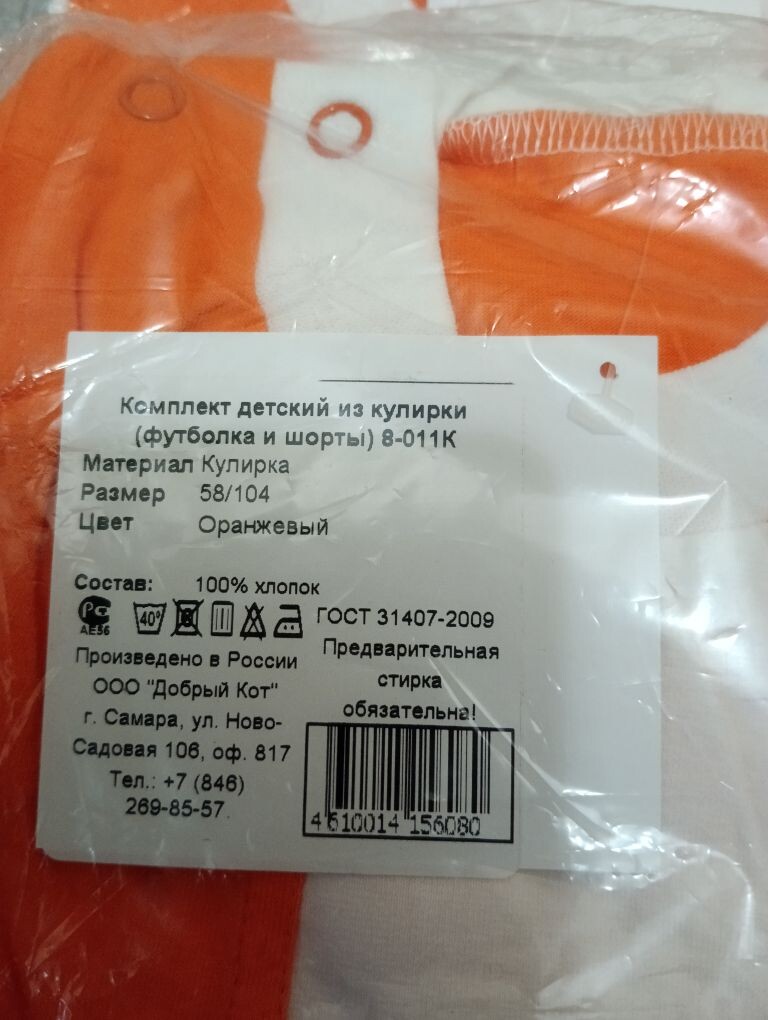 Комплект детский из кулирки
(футболка и шорты) 8-011К
Материал Кулирка
Размер 58/104
Цвет Оранжевый
Состав: 100% хлопок
РС 40° ГОСТ 31407-2009
АЕ56
Предварительная
стирка
обязательна!
Произведено в России
ООО "Добрый Кот"
г. Самара, ул. Ново-
Садовая 106, оф. 817
Тел.: +7 (846)
269-85-57.
4 610014 156080